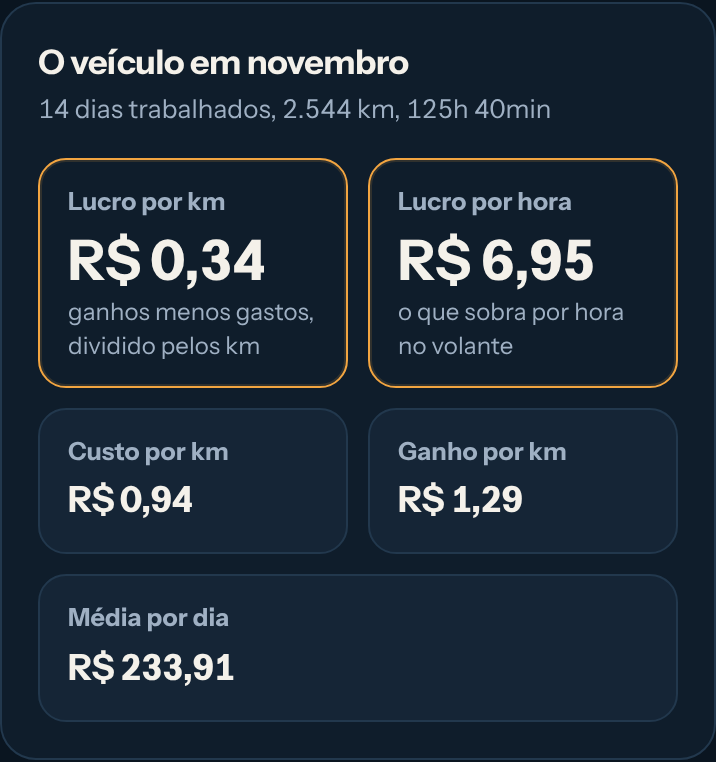 O veículo em novembro
14 dias trabalhados, 2.544 km, 125h 40min
Lucro por km
R$ 0,34
ganhos menos gastos,
dividido pelos km
Lucro por hora
R$ 6,95
o que sobra por hora
no volante
Custo por km
R$ 0,94
Ganho por km
R$ 1,29
Média por dia
R$ 233,91